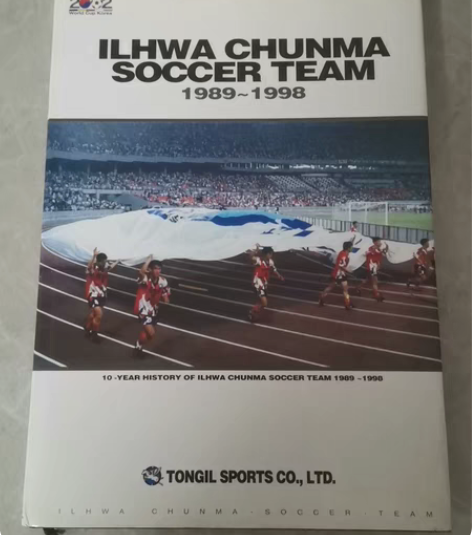 2002
ILHWA CHUNMA
SOCCER TEAM
1989~1998
10-YEAR HISTORY OF ILHWA CHUNMA SOCCER TEAM 1989~1998
TONGIL SPORTS CO., LTD.
ILHWA CHUNMA·SOCCER·TEAM